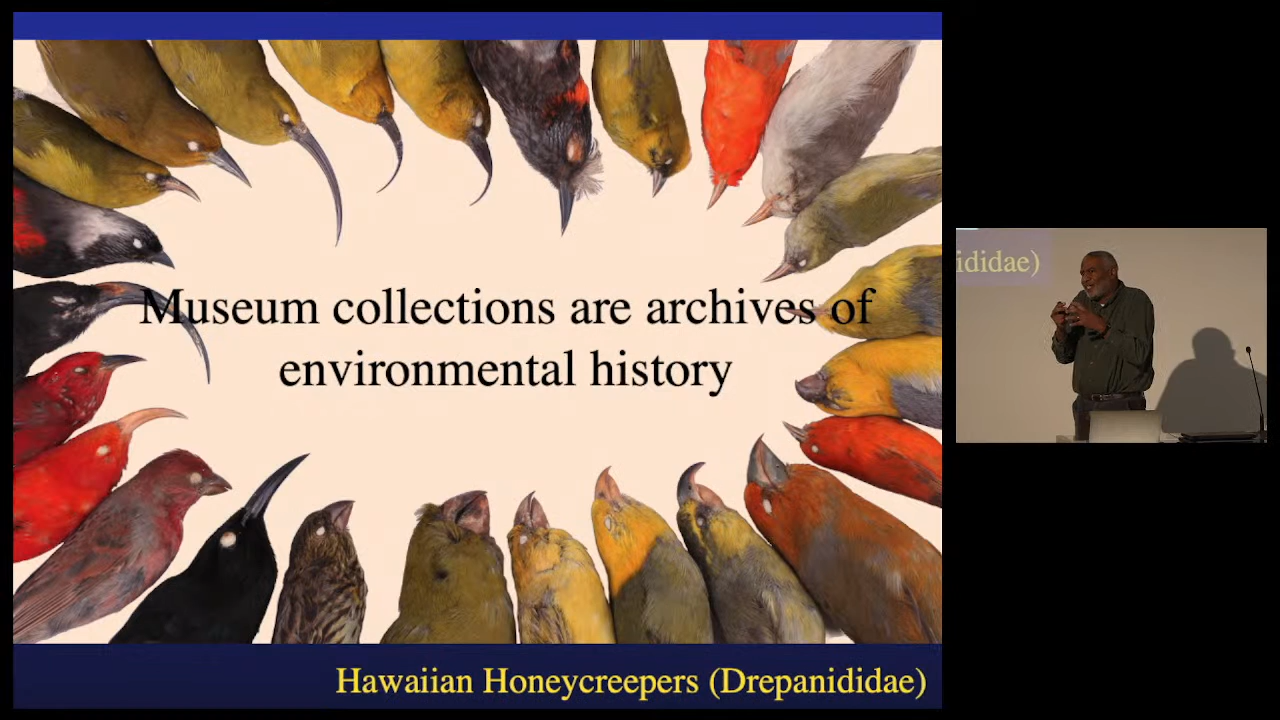 Museum collections are archives of
environmental history
Hawaiian Honeycreepers (Drepanididae)
ididae)